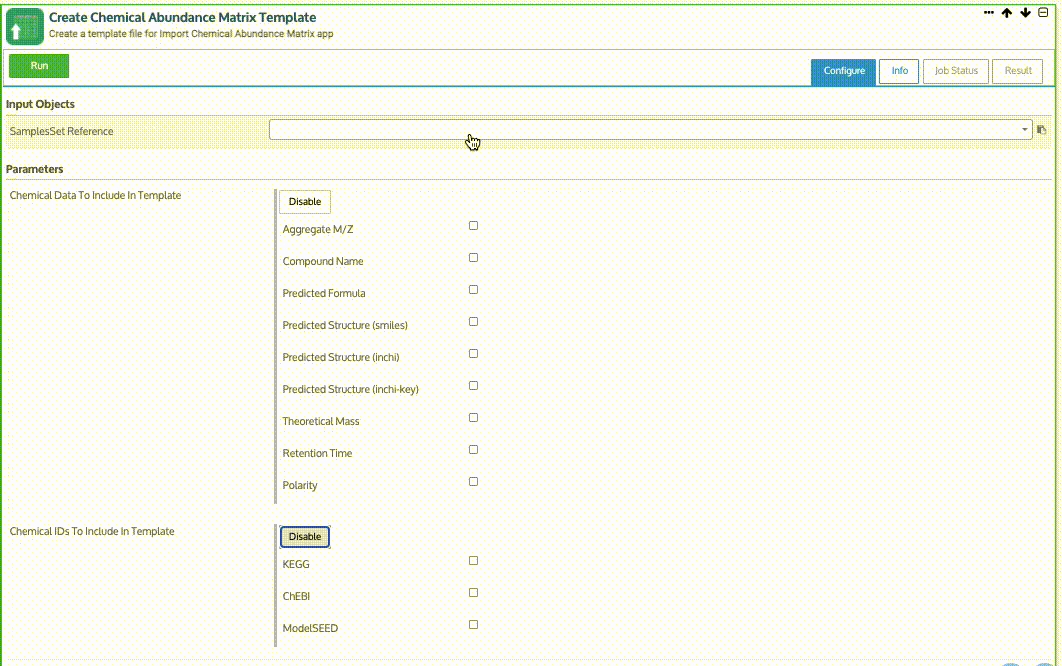 Create Chemical Abundance Matrix Template
Create a template file for Import Chemical Abundance Matrix app
Run
Configure
Info
Job Status
Result
Input Objects
SamplesSet Reference
Parameters
Chemical Data To Include In Template
Disable
Aggregate M/Z
Compound Name
Predicted Formula
Predicted Structure (smiles)
Predicted Structure (inchi)
Predicted Structure (inchi-key)
Theoretical Mass
Retention Time
Polarity
Chemical IDs To Include In Template
Disable
KEGG
ChEBI
ModelSEED